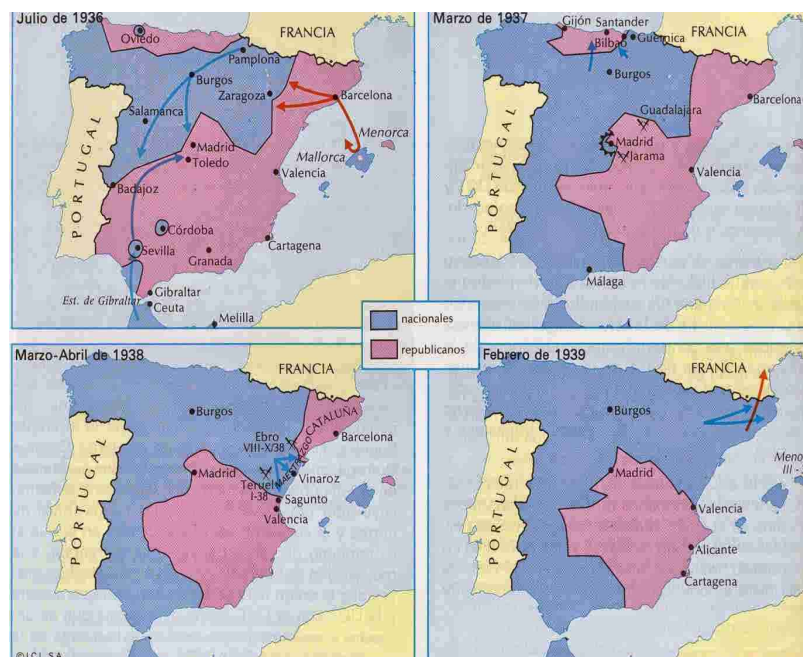 Julio de 1936
FRANCIA
Oviedo
Pamplona
Burgos
Zaragoza
Barcelona
Salamanca
Menorca
Mallorca
PORTUGAL
Madrid
Toledo
Valencia
Badajoz
Córdoba
Sevilla
Granada
Cartagena
Gibraltar
Est. de Gibraltar
Ceuta
Melilla
Marzo de 1937
FRANCIA
Gijón
Santander
Bilbao
Guernica
Burgos
Barcelona
Guadalajara
PORTUGAL
Madrid
Jarama
Valencia
Málaga
nacionales
republicanos
Marzo-Abril de 1938
FRANCIA
Burgos
CATALUÑA
Ebro
VIII-X/38
Barcelona
MAESTRAZGO
Madrid
Teruel
I-38
Vinaroz
Sagunto
Valencia
PORTUGAL
© I.C.L. S.A.
Febrero de 1939
FRANCIA
Burgos
Meno
III -
Madrid
PORTUGAL
Valencia
Alicante
Cartagena